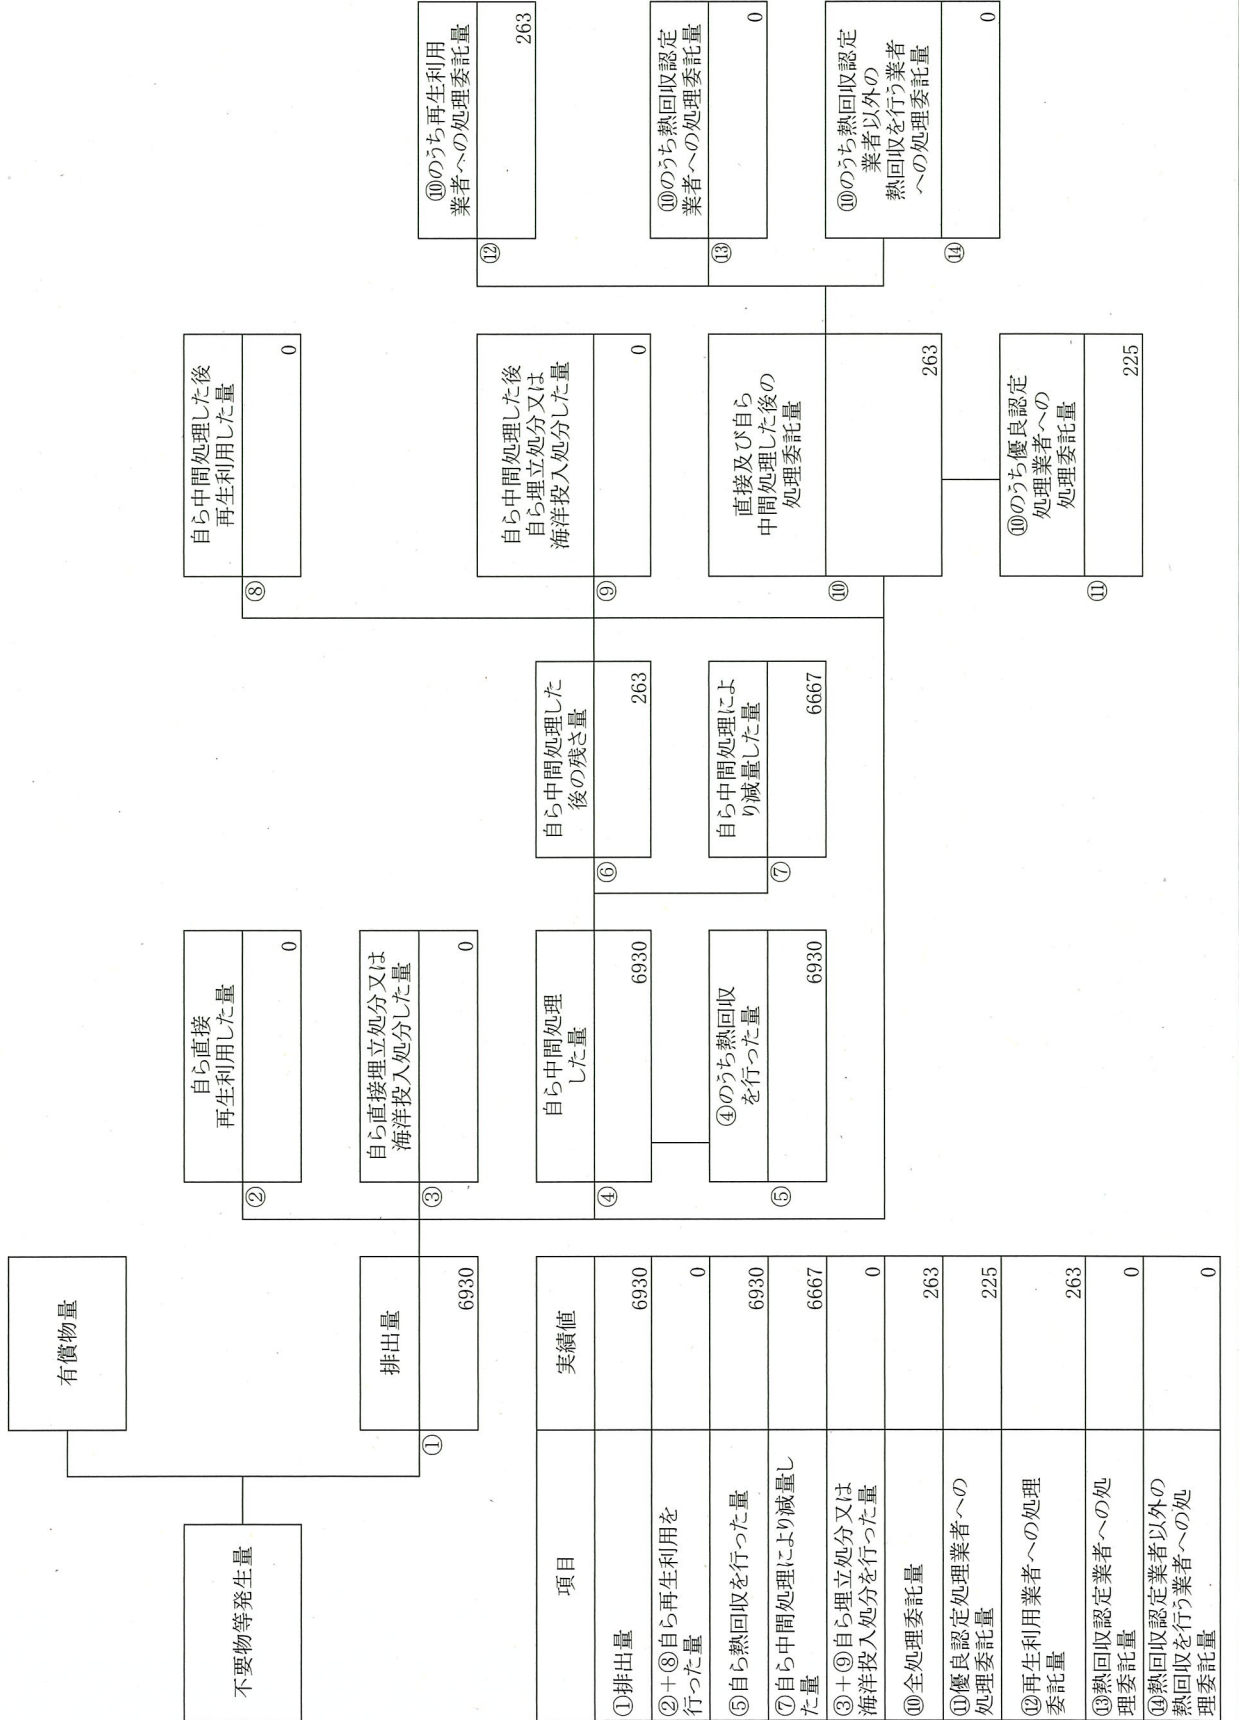 不要物等発生量
有償物量
①
排出量
6930
②
自ら直接
再生利用した量
0
③
自ら直接埋立処分又は
海洋投入処分した量
0
④
自ら中間処理
した量
6930
⑤
④のうち熱回収
を行った量
6930
⑥
自ら中間処理した
後の残さ量
263
⑦
自ら中間処理によ
り減量した量
6667
⑧
自ら中間処理した後
再生利用した量
0
⑨
自ら中間処理した後
自ら埋立処分又は
海洋投入処分した量
0
⑩
直接及び自ら
中間処理した後の
処理委託量
263
⑪
⑩のうち優良認定
処理業者への
処理委託量
225
⑫
⑩のうち再生利用
業者への処理委託量
263
⑬
⑩のうち熱回収認定
業者への処理委託量
0
⑭
⑩のうち熱回収認定
業者以外の
熱回収を行う業者
への処理委託量
0
項目 実績値
①排出量 6930
②+⑧自ら再生利用を
行った量 0
⑤自ら熱回収を行った量 6930
⑦自ら中間処理により減量し
た量 6667
③+⑨自ら埋立処分又は
海洋投入処分を行った量 0
⑩全処理委託量 263
⑪優良認定処理業者への
処理委託量 225
⑫再生利用業者への処理
委託量 263
⑬熱回収認定業者への処
理委託量 0
⑭熱回収認定業者以外の
熱回収を行う業者への処
理委託量 0